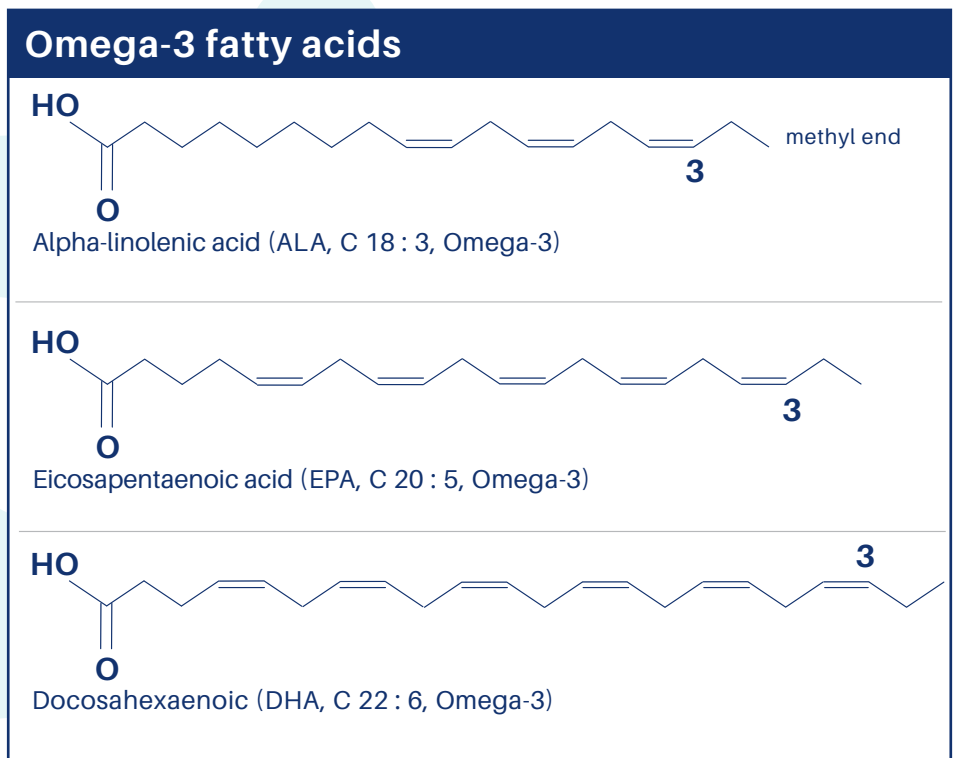 Omega-3 fatty acids
HO
methyl end
3
O
Alpha-linolenic acid (ALA, C 18 : 3, Omega-3)
HO
3
O
Eicosapentaenoic acid (EPA, C 20 : 5, Omega-3)
3
HO
O
Docosahexaenoic (DHA, C 22 : 6, Omega-3)